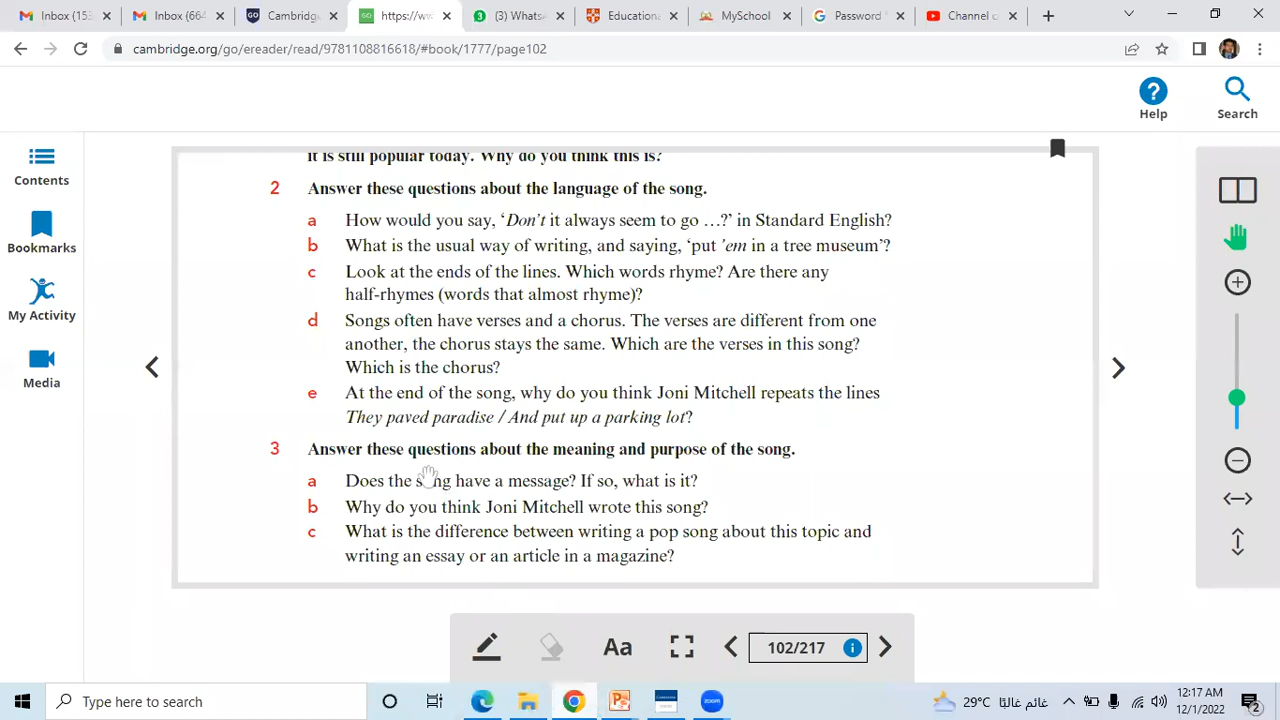 Inbox (15
Inbox (664
Cambridg
https://ww
WhatsA
Educationa
MySchool
Password
Channel c
cambridge.org/go/ereader/read/9781108816618/#book/1777/page102
Help
Search
Contents
Bookmarks
My Activity
Media
it is still popular today. Why do you think this is?
2 Answer these questions about the language of the song.
a How would you say, ‘Don’t it always seem to go …?’ in Standard English?
b What is the usual way of writing, and saying, ‘put ’em in a tree museum’?
c Look at the ends of the lines. Which words rhyme? Are there any
half-rhymes (words that almost rhyme)?
d Songs often have verses and a chorus. The verses are different from one
another, the chorus stays the same. Which are the verses in this song?
Which is the chorus?
e At the end of the song, why do you think Joni Mitchell repeats the lines
They paved paradise / And put up a parking lot?
3 Answer these questions about the meaning and purpose of the song.
a Does the song have a message? If so, what is it?
b Why do you think Joni Mitchell wrote this song?
c What is the difference between writing a pop song about this topic and
writing an essay or an article in a magazine?
Aa
102/217
Type here to search
29°C غائم غالبًا
12:17 AM
12/1/2022
2